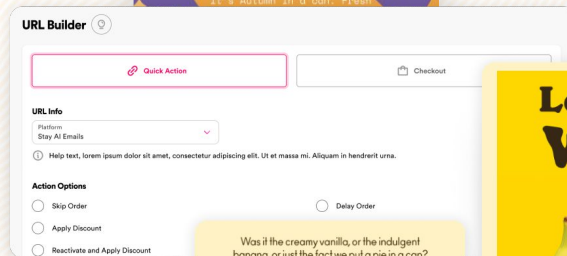 It's Autumn in a can. Fresh
URL Builder
Quick Action
Checkout
URL Info
Platform
Stay AI Emails
Help text, lorem ipsum dolor sit amet, consectetur adipiscing elit. Ut et massa mi. Aliquam in hendrerit urna.
Action Options
Skip Order
Delay Order
Apply Discount
Reactivate and Apply Discount
Was it the creamy vanilla, or the indulgent
banana, or just the fact we put a pie in a can?